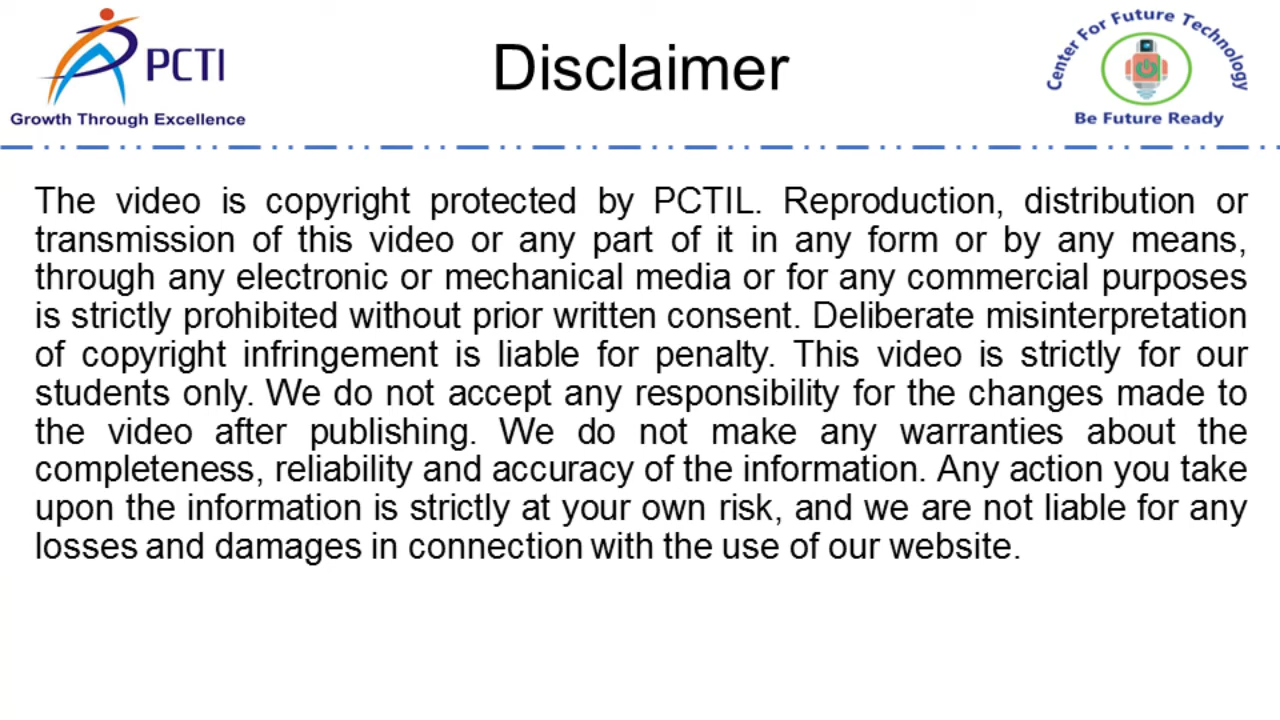 PCTI
Growth Through Excellence
Disclaimer
Center For Future Technology
Be Future Ready
The video is copyright protected by PCTIL. Reproduction, distribution or
transmission of this video or any part of it in any form or by any means,
through any electronic or mechanical media or for any commercial purposes
is strictly prohibited without prior written consent. Deliberate misinterpretation
of copyright infringement is liable for penalty. This video is strictly for our
students only. We do not accept any responsibility for the changes made to
the video after publishing. We do not make any warranties about the
completeness, reliability and accuracy of the information. Any action you take
upon the information is strictly at your own risk, and we are not liable for any
losses and damages in connection with the use of our website.